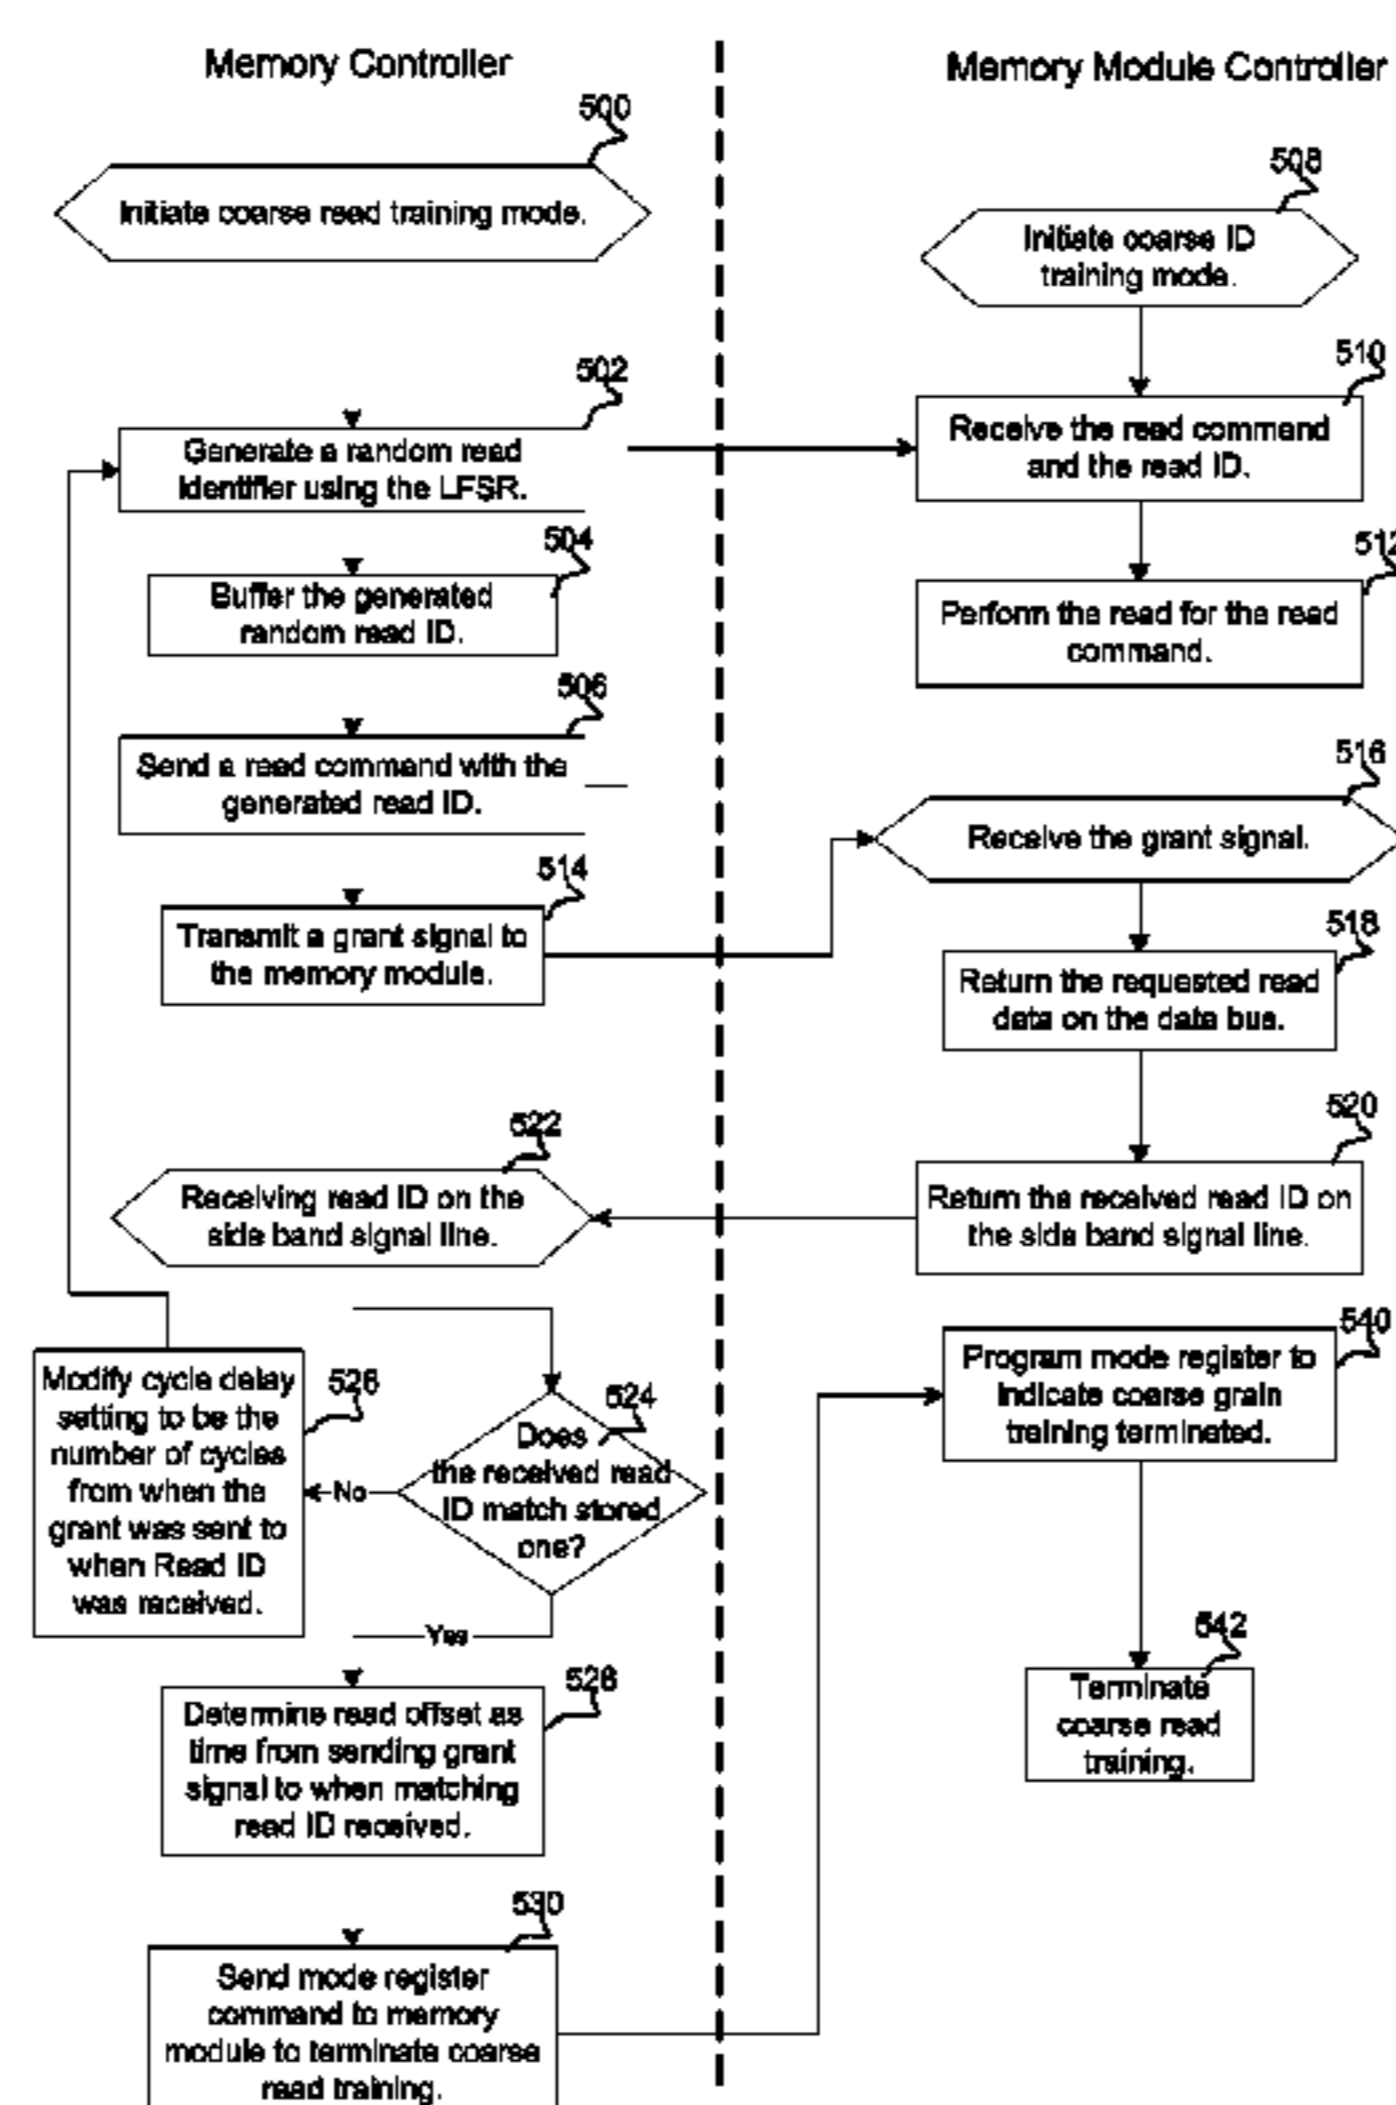 Memory Controller
500
Initiate coarse read training mode.
502
Generate a random read
identifier using the LFSR.
504
Buffer the generated
random read ID.
506
Send a read command with the
generated read ID.
514
Transmit a grant signal to
the memory module.
522
Receiving read ID on the
side band signal line.
524
Does
the received read
ID match stored
one?
No
Yes
526
Modify cycle delay
setting to be the
number of cycles
from when the
grant was sent to
when Read ID
was received.
528
Determine read offset as
time from sending grant
signal to when matching
read ID received.
530
Send mode register
command to memory
module to terminate coarse
read training.
Memory Module Controller
508
Initiate coarse ID
training mode.
510
Receive the read command
and the read ID.
512
Perform the read for the read
command.
516
Receive the grant signal.
518
Return the requested read
data on the data bus.
520
Return the received read ID on
the side band signal line.
540
Program mode register to
indicate coarse grain
training terminated.
542
Terminate
coarse read
training.